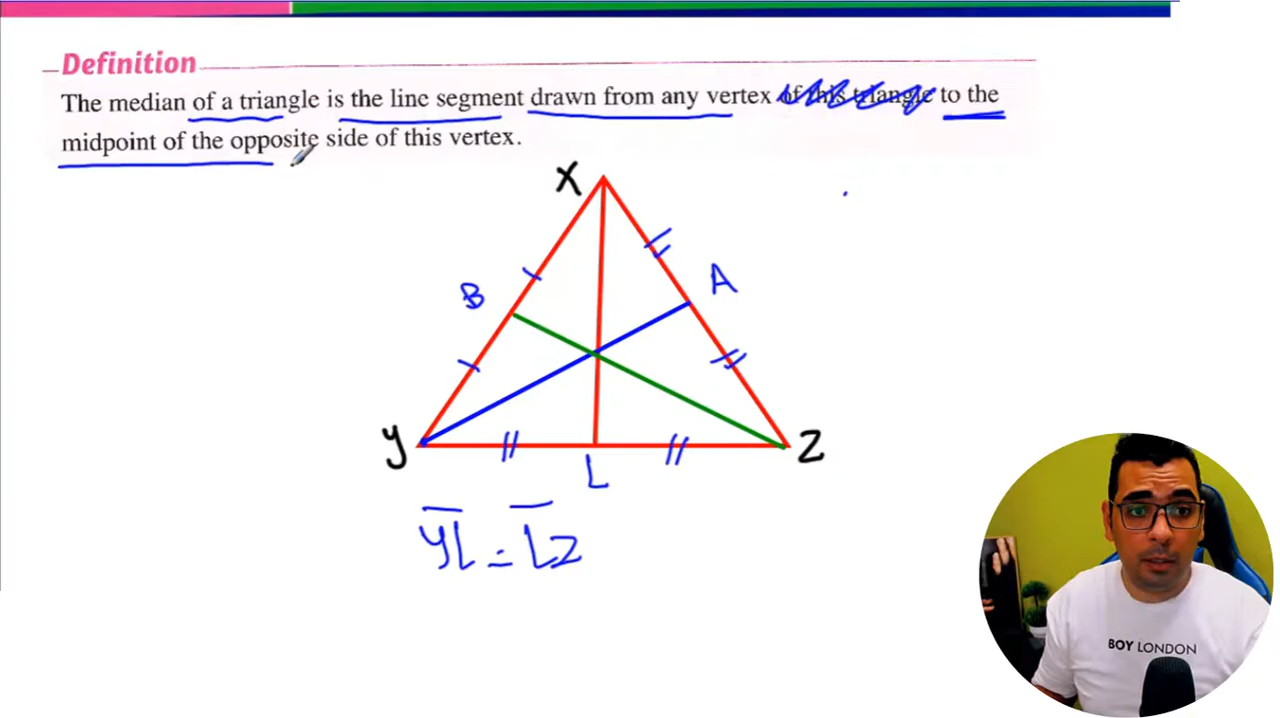 Definition
The median of a triangle is the line segment drawn from any vertex of this triangle to the
midpoint of the opposite side of this vertex.
X
B
A
y
Z
L
yL = LZ
BOY LONDON